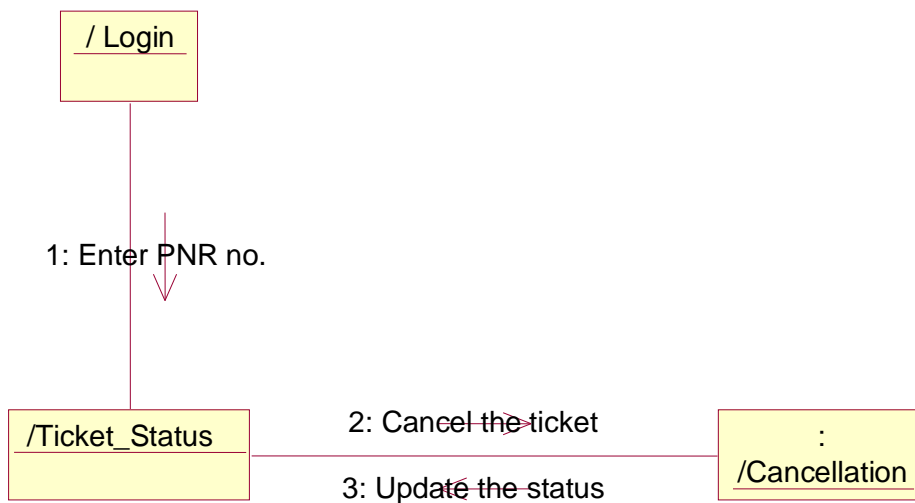 / Login
1: Enter PNR no.
/Ticket_Status
2: Cancel the ticket
:
/Cancellation
3: Update the status